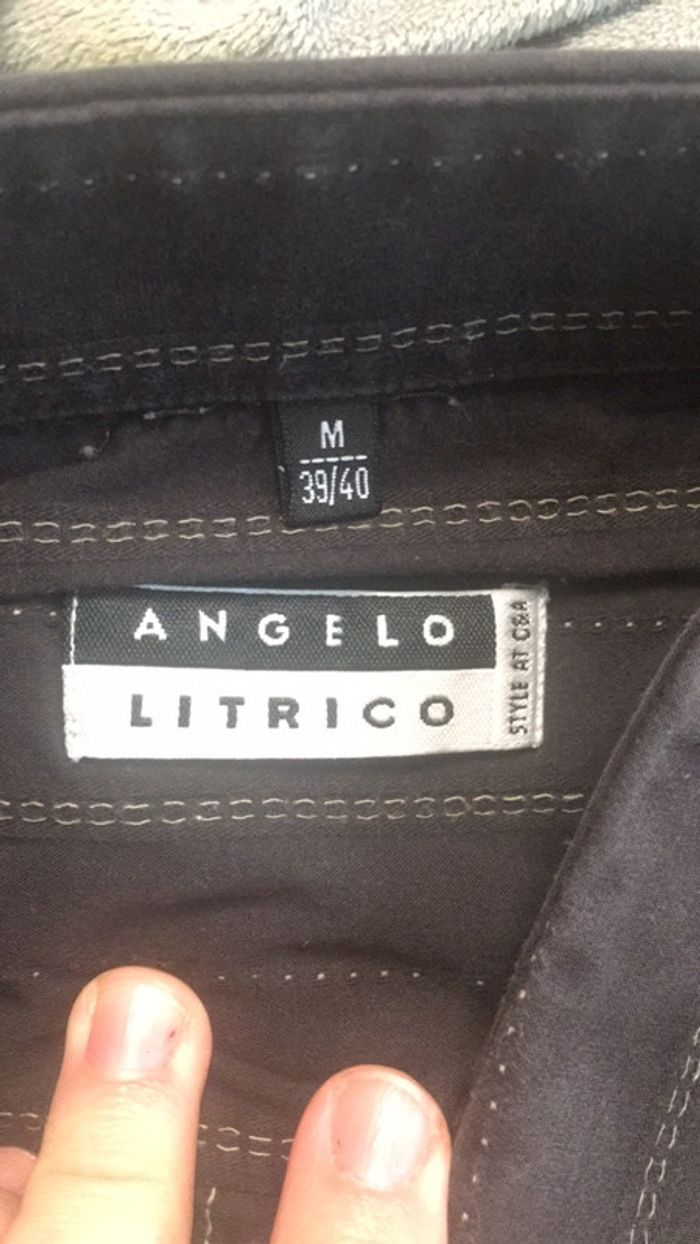 M
39/40
ANGELO
LITRICO
STYLE AT C&A